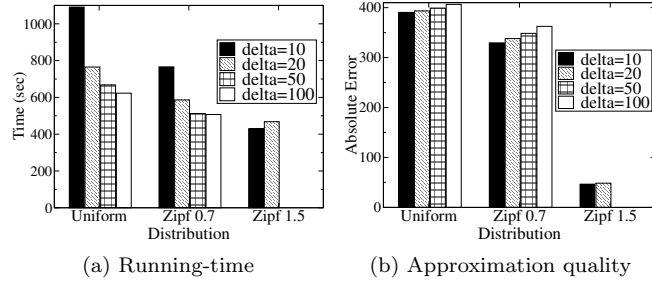 1000
800
600
400
200
0
Time (sec)
delta=10
delta=20
delta=50
delta=100
Uniform Zipf 0.7 Zipf 1.5
Distribution
(a) Running-time
400
300
200
100
50
0
Absolute Error
delta=10
delta=20
delta=50
delta=100
Uniform Zipf 0.7 Zipf 1.5
Distribution
(b) Approximation quality